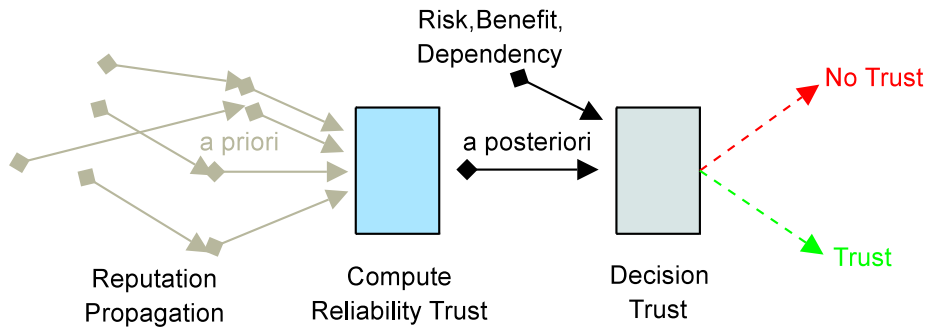 Risk,Benefit,
Dependency
No Trust
a priori
a posteriori
Trust
Reputation
Propagation
Compute
Reliability Trust
Decision
Trust